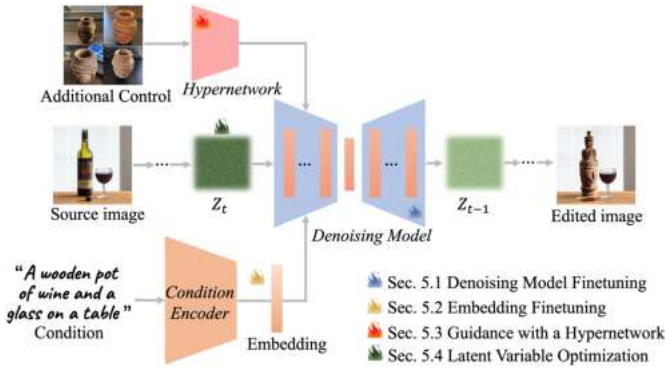 Additional Control
Hypernetwork
Source image
Z_t
Denoising Model
Z_{t-1}
Edited image
“A wooden pot
of wine and a
glass on a table”
Condition
Condition
Encoder
Embedding
Sec. 5.1 Denoising Model Finetuning
Sec. 5.2 Embedding Finetuning
Sec. 5.3 Guidance with a Hypernetwork
Sec. 5.4 Latent Variable Optimization